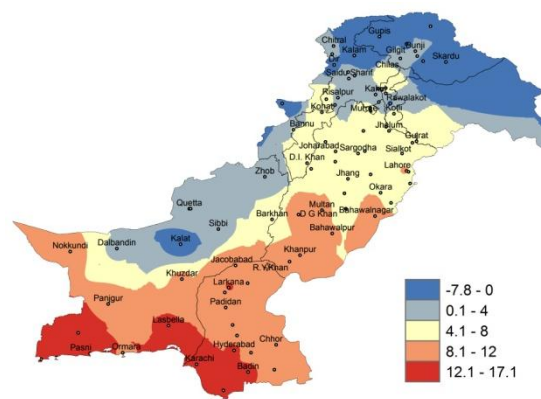 Chitral
Gupis
Bunji
Kalam
Gilgit
Skardu
Dir
Chilas
Saidu Sharif
Kakul
Risalpur
Rawalakot
Kohat
Kotli
Bannu
Jhalum
Gujrat
Joharabad
Sargodha
Sialkot
D.I. Khan
Lahore
Zhob
Jhang
Okara
Quetta
Multan
Sibbi
Barkhan
D G Khan
Bahawalnagar
Kalat
Bahawalpur
Nokkundi
Dalbandin
Khanpur
Jacobabad
R.Y.Khan
Khuzdar
Larkana
Panjgur
Padidan
Lasbella
Pasni
Ormara
Hyderabad
Chhor
Karachi
Badin
-7.8 - 0
0.1 - 4
4.1 - 8
8.1 - 12
12.1 - 17.1